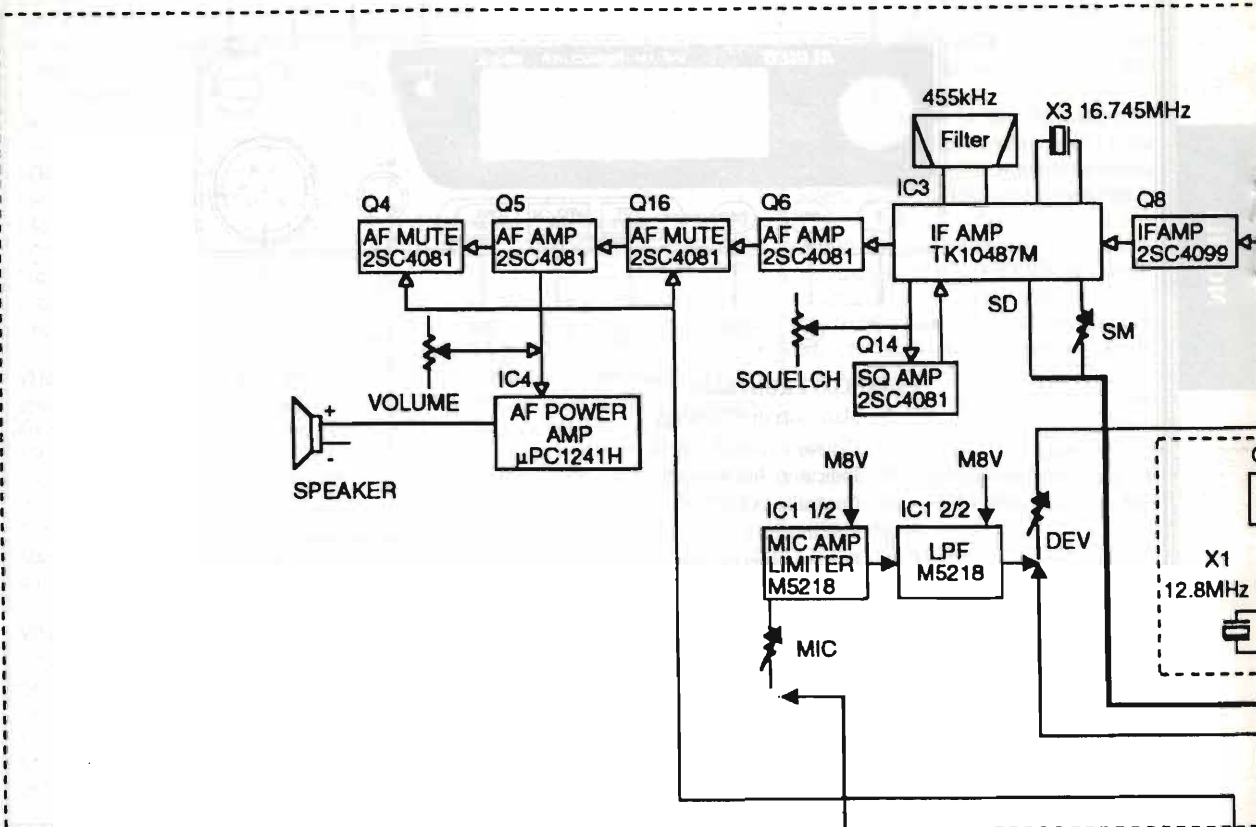 455kHz
Filter
X3 16.745MHz
IC3
Q4
Q5
Q16
Q6
Q8
AF MUTE
2SC4081
AF AMP
2SC4081
AF MUTE
2SC4081
AF AMP
2SC4081
IF AMP
TK10487M
IFAMP
2SC4099
SD
SM
Q14
SQUELCH
SQ AMP
2SC4081
VOLUME
IC4
AF POWER
AMP
µPC1241H
+
-
SPEAKER
M8V
M8V
IC1 1/2
IC1 2/2
MIC AMP
LIMITER
M5218
LPF
M5218
DEV
X1
12.8MHz
MIC